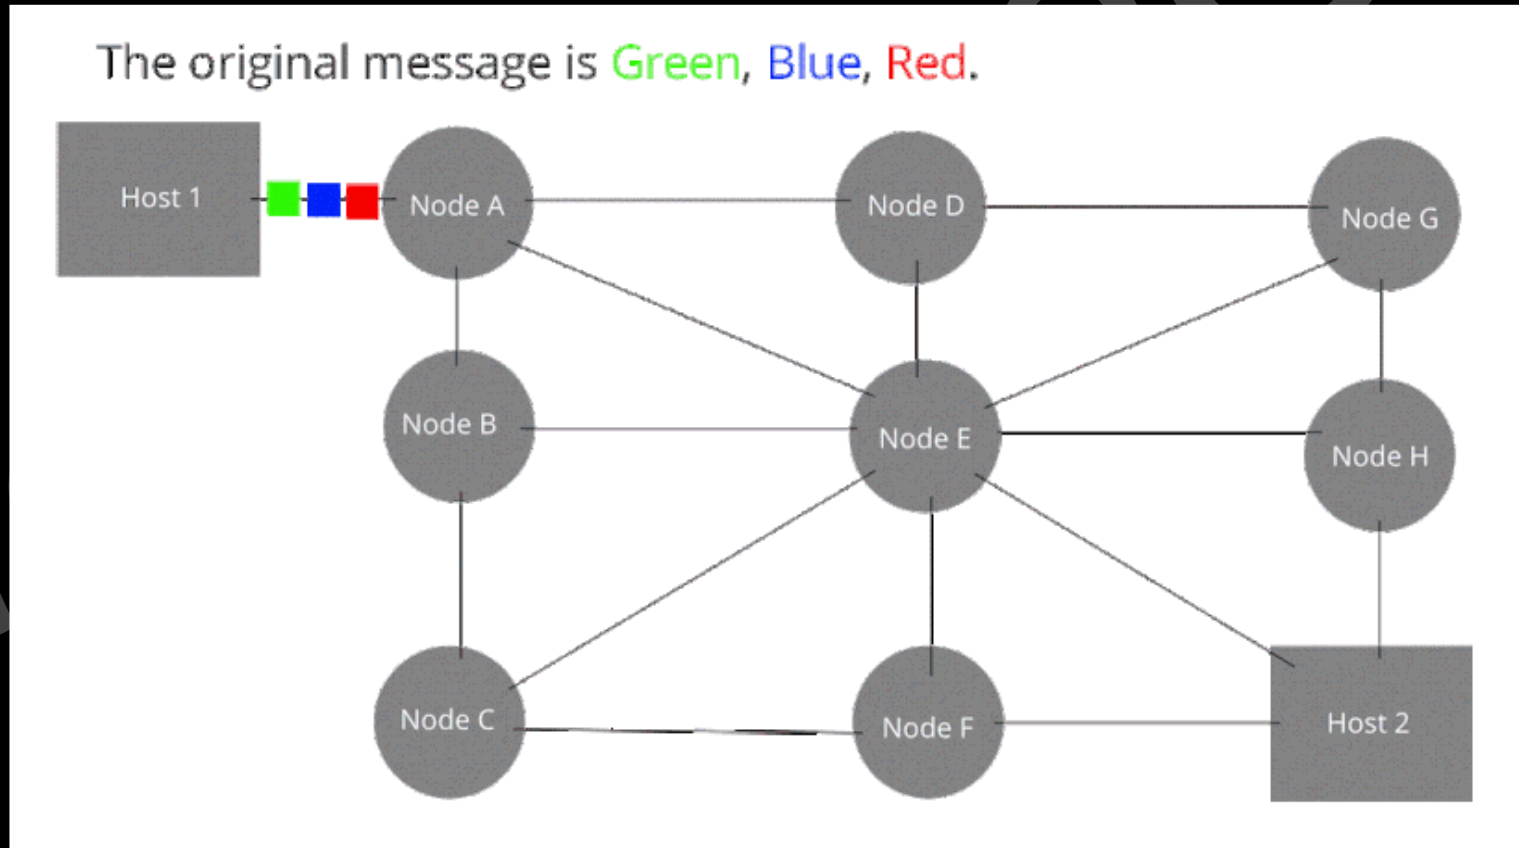 The original message is Green, Blue, Red.
Host 1
Node A
Node D
Node G
Node B
Node E
Node H
Node C
Node F
Host 2